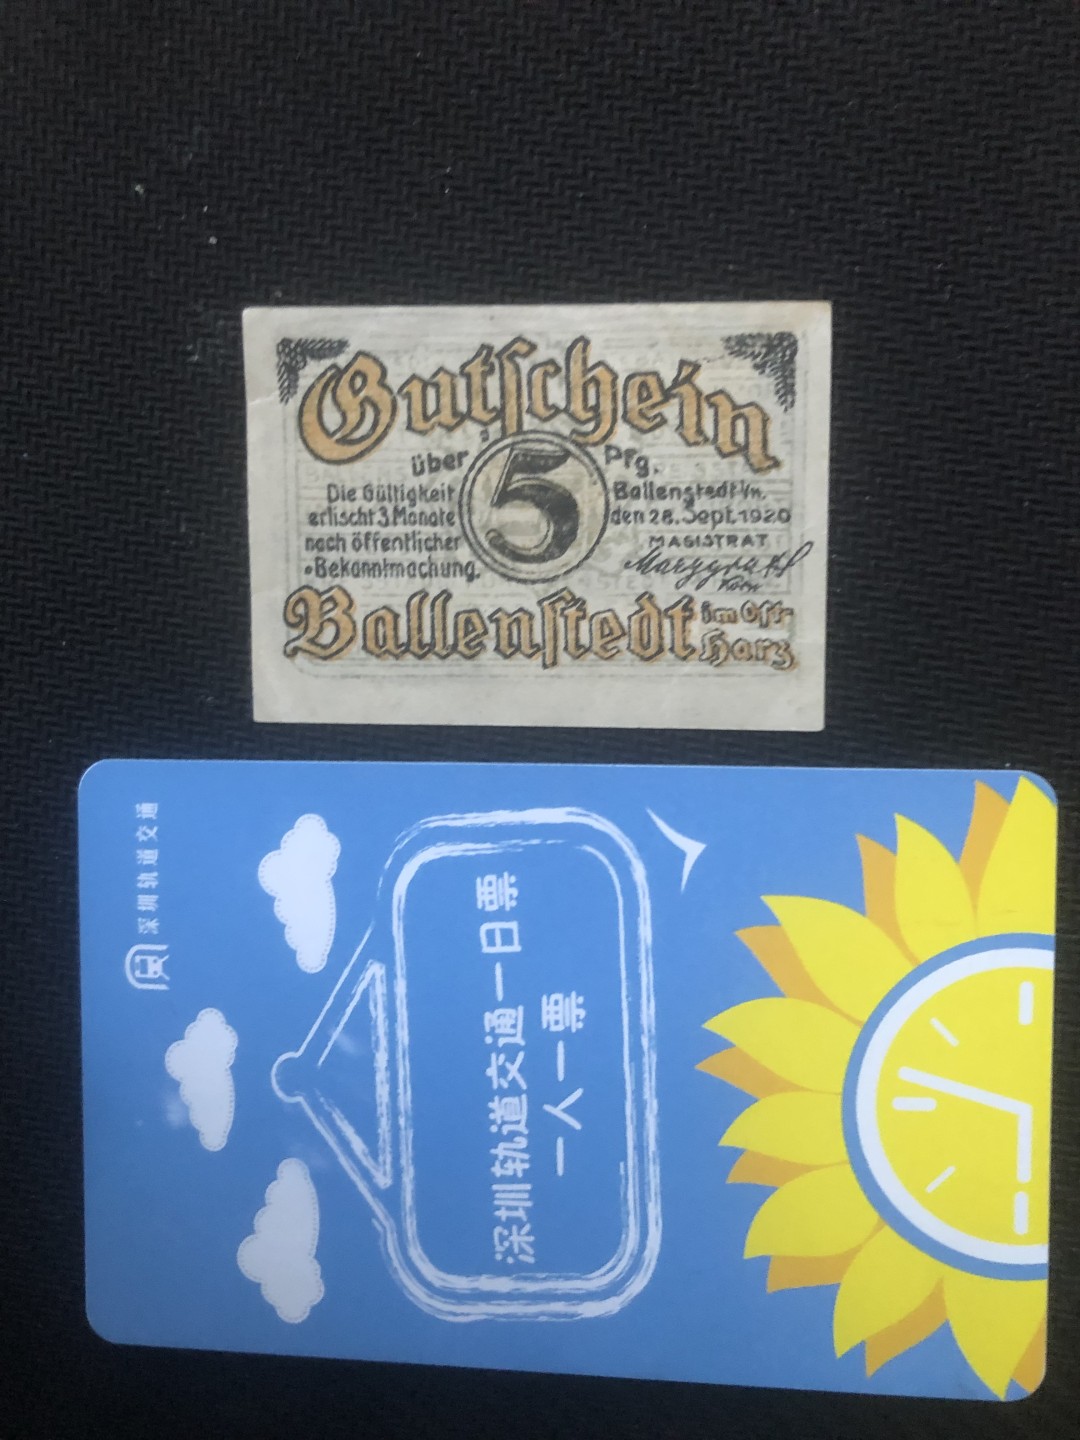 Gutschein
über 5 Pfg.
Die Gültigkeit
erlischt 3 Monate
nach öffentlicher
Bekanntmachung.
Ballenstedt/n.
den 28. Sept. 1920
MAGISTRAT
Ballenstedt im Ost-
Harz
深圳轨道交通
深圳轨道交通一日票
一人一票